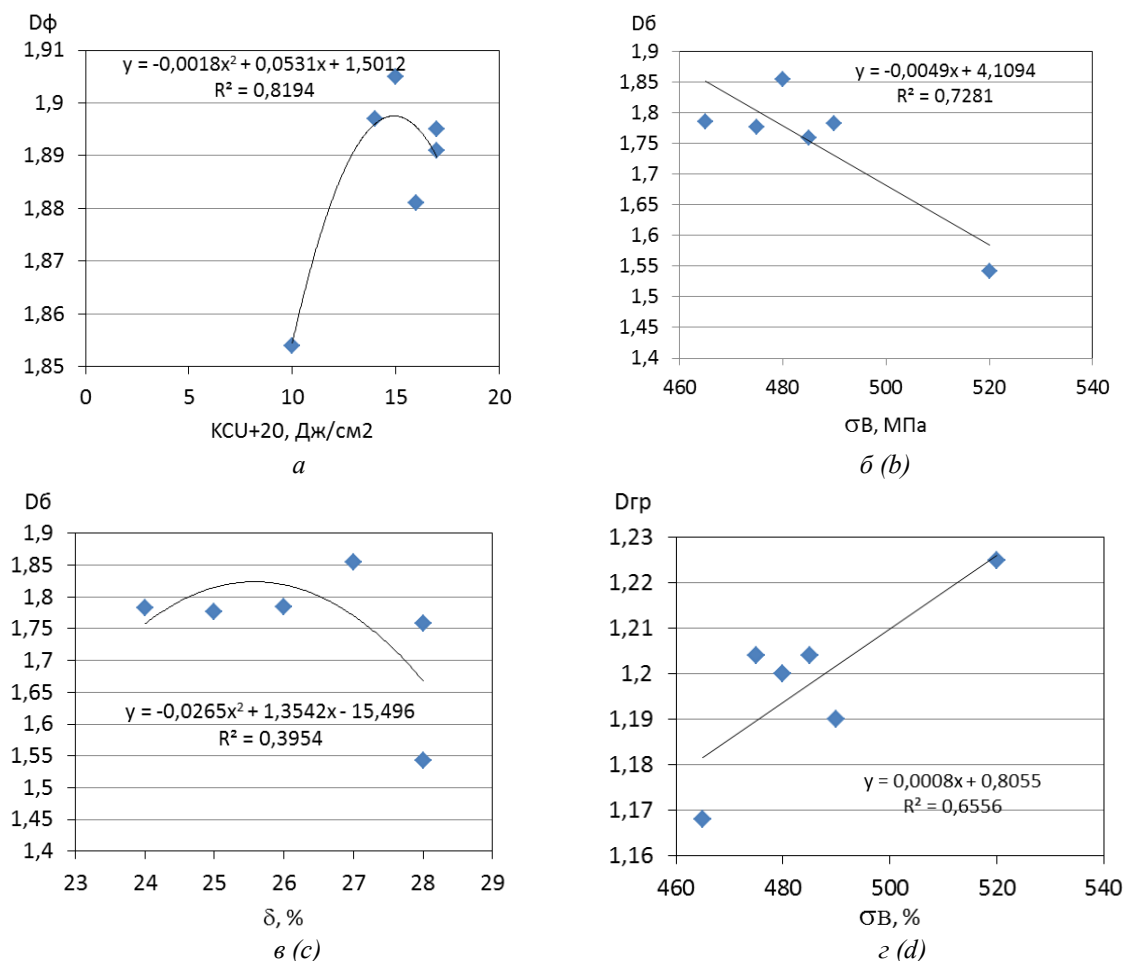 Dф
1,91
1,9
1,89
1,88
1,87
1,86
1,85
y = -0,0018x² + 0,0531x + 1,5012
R² = 0,8194
0 5 10 15 20
KCU+20, Дж/см2
а
Dб
1,9
1,85
1,8
1,75
1,7
1,65
1,6
1,55
1,5
1,45
1,4
y = -0,0049x + 4,1094
R² = 0,7281
460 480 500 520 540
σВ, МПа
б (b)
Dб
1,9
1,85
1,8
1,75
1,7
1,65
1,6
1,55
1,5
1,45
1,4
y = -0,0265x² + 1,3542x - 15,496
R² = 0,3954
23 24 25 26 27 28 29
δ, %
в (c)
Dгр
1,23
1,22
1,21
1,2
1,19
1,18
1,17
1,16
y = 0,0008x + 0,8055
R² = 0,6556
460 480 500 520 540
σВ, %
г (d)